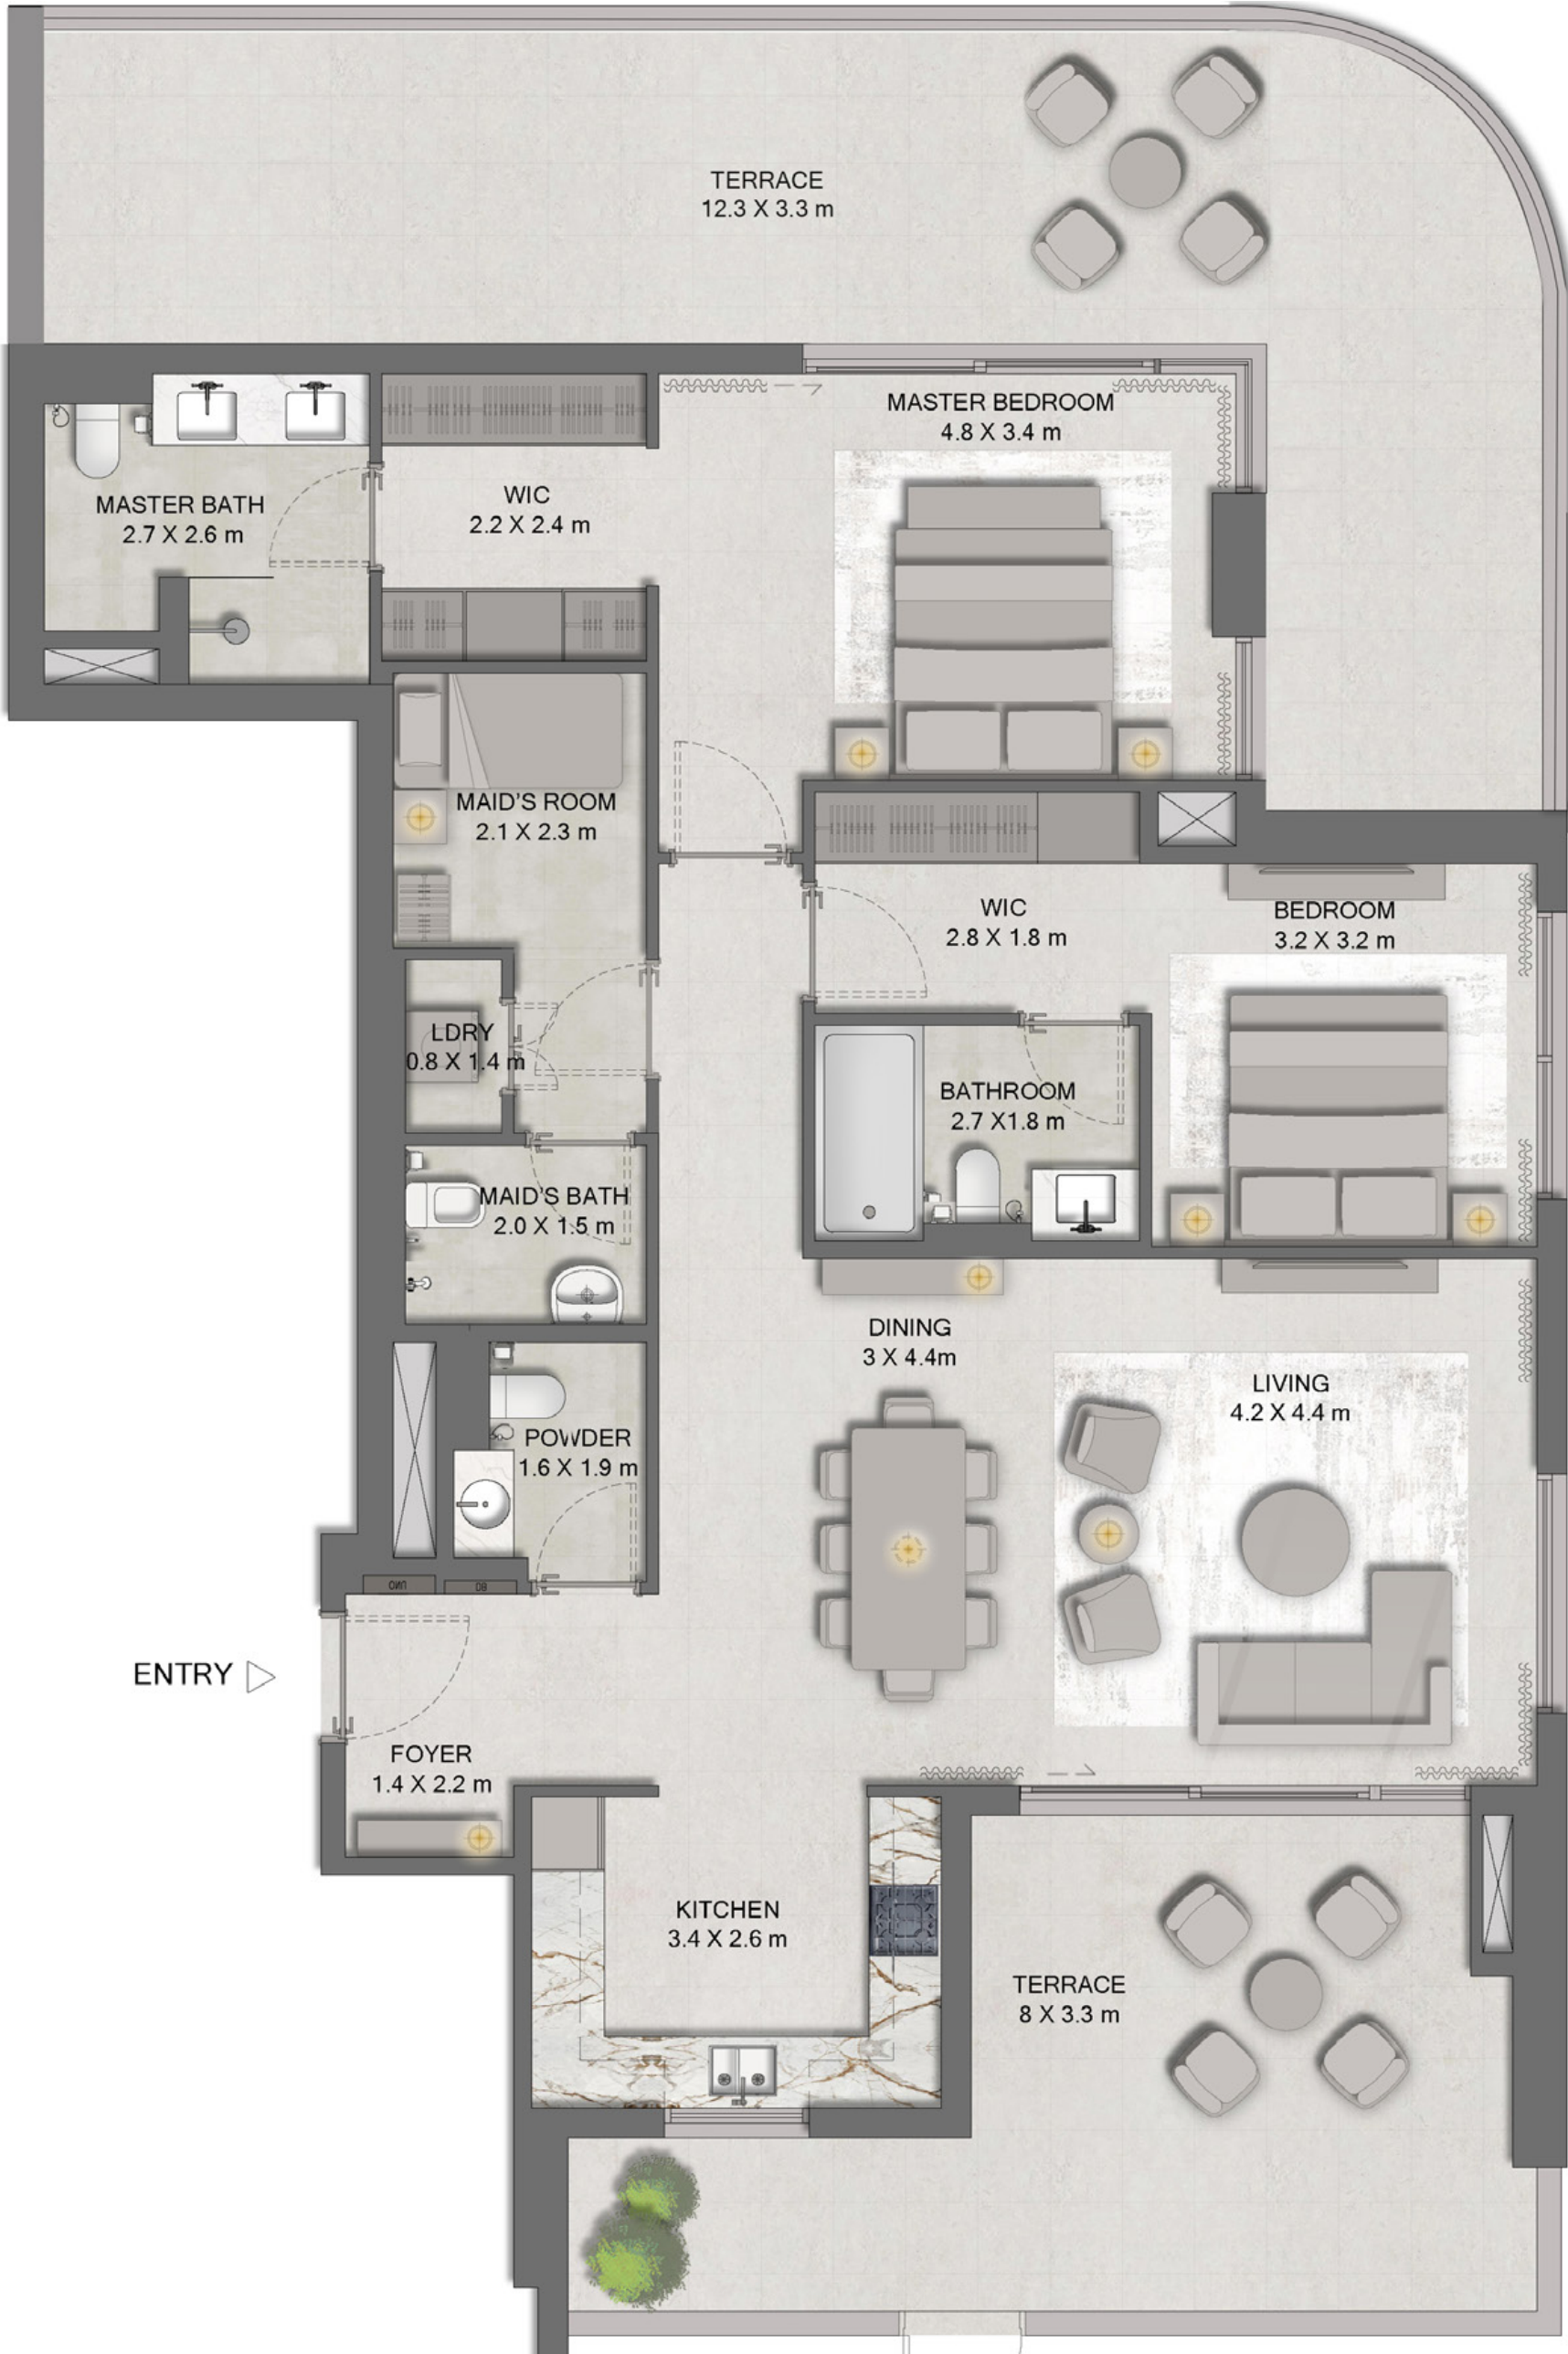 TERRACE
12.3 X 3.3 m
MASTER BEDROOM
4.8 X 3.4 m
WIC
2.2 X 2.4 m
MASTER BATH
2.7 X 2.6 m
MAID'S ROOM
2.1 X 2.3 m
WIC
2.8 X 1.8 m
BEDROOM
3.2 X 3.2 m
LDRY
0.8 X 1.4 m
BATHROOM
2.7 X1.8 m
MAID'S BATH
2.0 X 1.5 m
DINING
3 X 4.4m
LIVING
4.2 X 4.4 m
POWDER
1.6 X 1.9 m
ENTRY
FOYER
1.4 X 2.2 m
KITCHEN
3.4 X 2.6 m
TERRACE
8 X 3.3 m